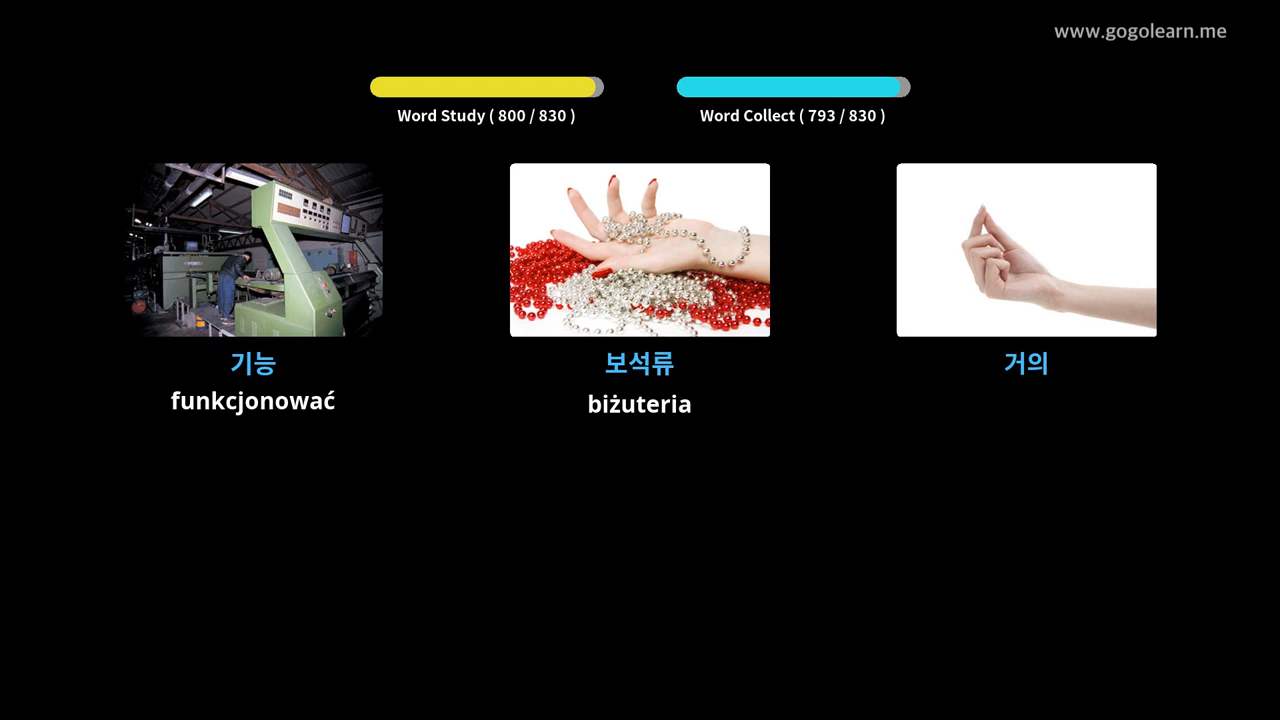 www.gogolearn.me
Word Study ( 800 / 830 )
Word Collect ( 793 / 830 )
기능
보석류
거의
funkcjonować
biżuteria